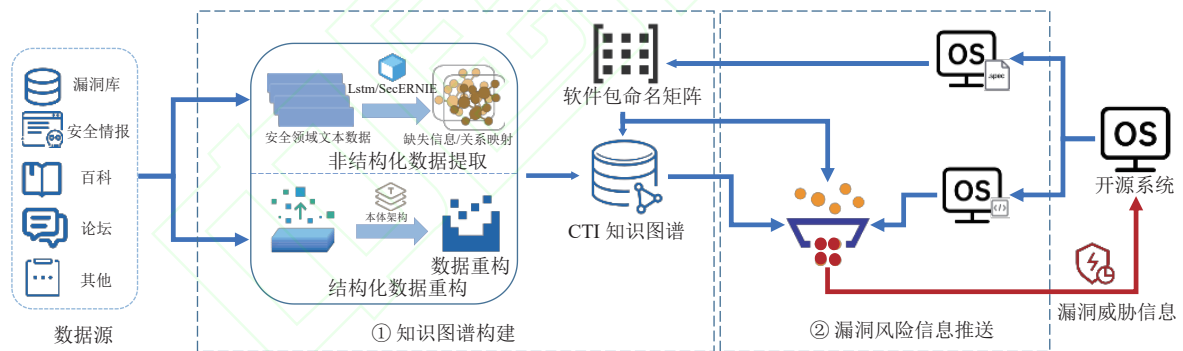 漏洞库
安全情报
百科
论坛
其他
数据源
Lstm/SecERNIE
安全领域文本数据
缺失信息/关系映射
非结构化数据提取
本体架构
数据重构
结构化数据重构
软件包命名矩阵
CTI 知识图谱
① 知识图谱构建
OS
.spec
OS
</>
OS
开源系统
漏洞威胁信息
② 漏洞风险信息推送